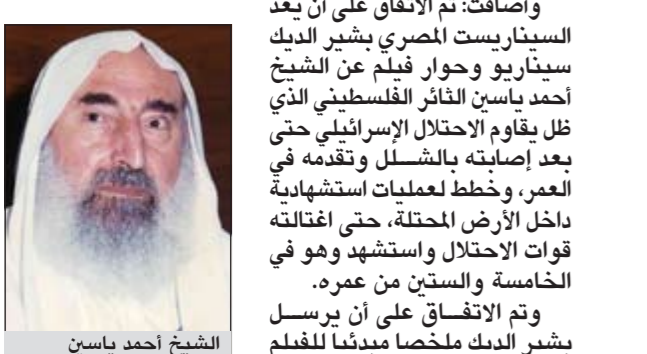 وأضافت: تم الاتفاق على أن يعد
السيناريست المصري بشير الديك
سيناريو وحوار فيلم عن الشيخ
أحمد ياسين الثائر الفلسطيني الذي
ظل يقاوم الاحتلال الإسرائيلي حتى
بعد إصابته بالشـــلل وتقدمه في
العمر، وخطط لعمليات استشهادية
داخل الأرض المحتلة، حتى اغتالته
قوات الاحتلال واستشهد وهو في
الخامسة والستين من عمره.
وتم الاتفـــاق على أن يرســـل
بشير الديك ملخصا مبدئيا للفيلم
الشيخ أحمد ياسين